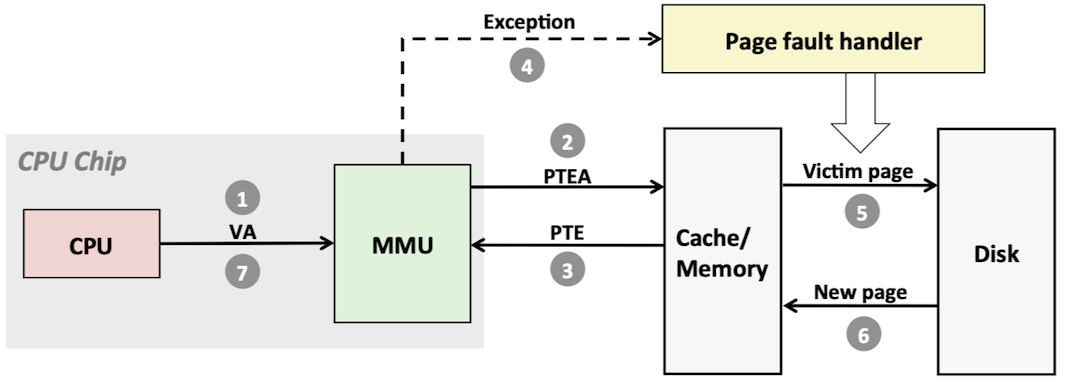 Exception
4
Page fault handler
CPU Chip
2
PTEA
Victim page
5
1
VA
7
CPU
MMU
PTE
3
Cache/
Memory
Disk
New page
6